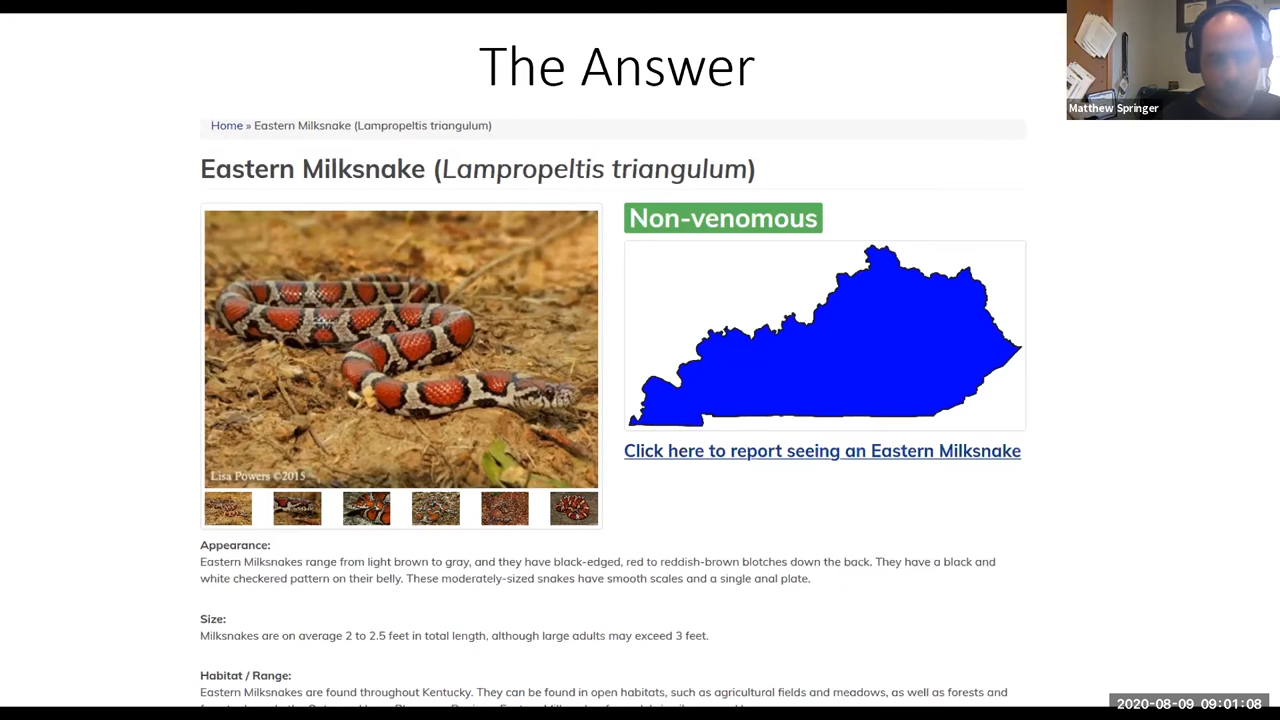 The Answer
Matthew Springer
Home » Eastern Milksnake (Lampropeltis triangulum)
Eastern Milksnake (Lampropeltis triangulum)
Non-venomous
Click here to report seeing an Eastern Milksnake
Lisa Powers ©2015
Appearance:
Eastern Milksnakes range from light brown to gray, and they have black-edged, red to reddish-brown blotches down the back. They have a black and
white checkered pattern on their belly. These moderately-sized snakes have smooth scales and a single anal plate.
Size:
Milksnakes are on average 2 to 2.5 feet in total length, although large adults may exceed 3 feet.
Habitat / Range:
Eastern Milksnakes are found throughout Kentucky. They can be found in open habitats, such as agricultural fields and meadows, as well as forests and
2020-08-09 09:01:08